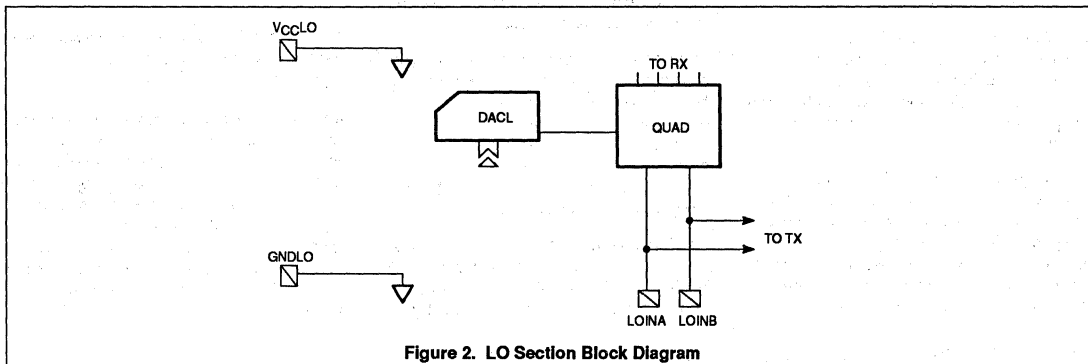 VCCLO
TO RX
DACL
QUAD
TO TX
GNDLO
LOINA LOINB
Figure 2. LO Section Block Diagram